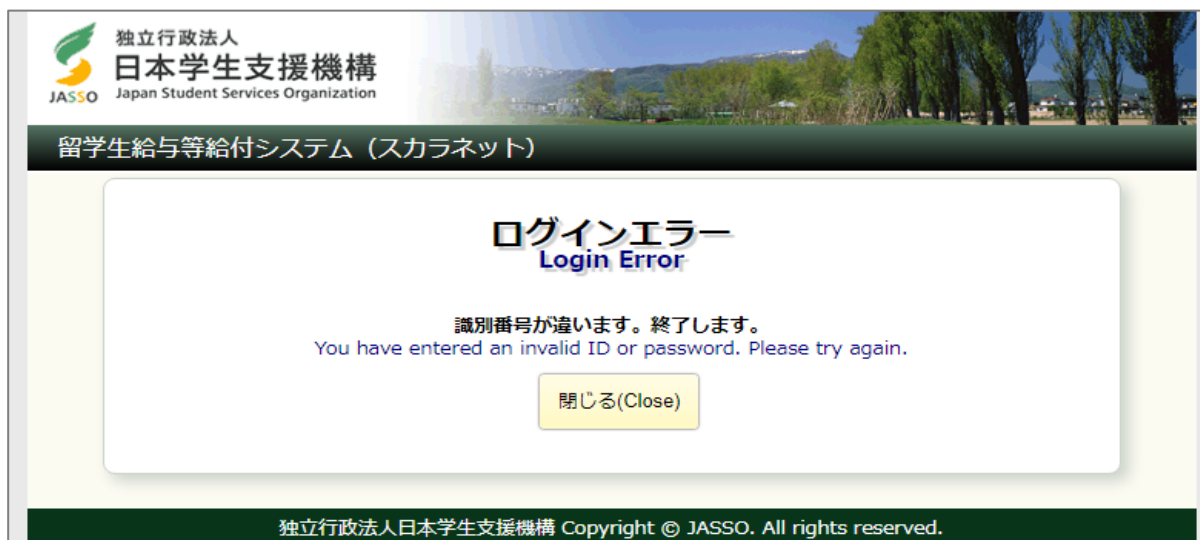 独立行政法人
日本学生支援機構
JASSO
Japan Student Services Organization
留学生給与等給付システム（スカラネット）
ログインエラー
Login Error
識別番号が違います。終了します。
You have entered an invalid ID or password. Please try again.
閉じる(Close)
独立行政法人日本学生支援機構 Copyright © JASSO. All rights reserved.